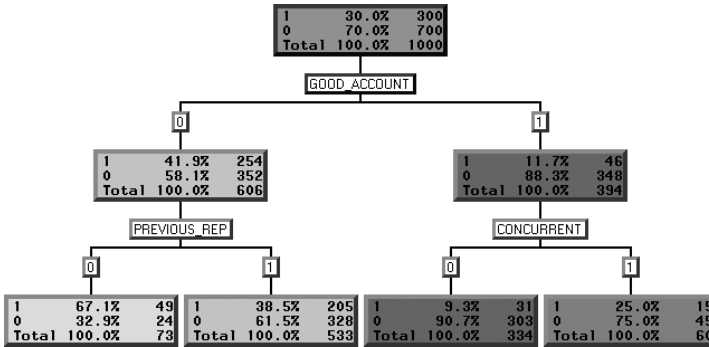 1 30.0% 300
0 70.0% 700
Total 100.0% 1000
GOOD_ACCOUNT
0 1
1 41.9% 254
0 58.1% 352
Total 100.0% 606
1 11.7% 46
0 88.3% 348
Total 100.0% 394
PREVIOUS_REP
CONCURRENT
0 1
0 1
1 67.1% 49
0 32.9% 24
Total 100.0% 73
1 38.5% 205
0 61.5% 328
Total 100.0% 533
1 9.3% 31
0 90.7% 303
Total 100.0% 334
1 25.0% 15
0 75.0% 45
Total 100.0% 60